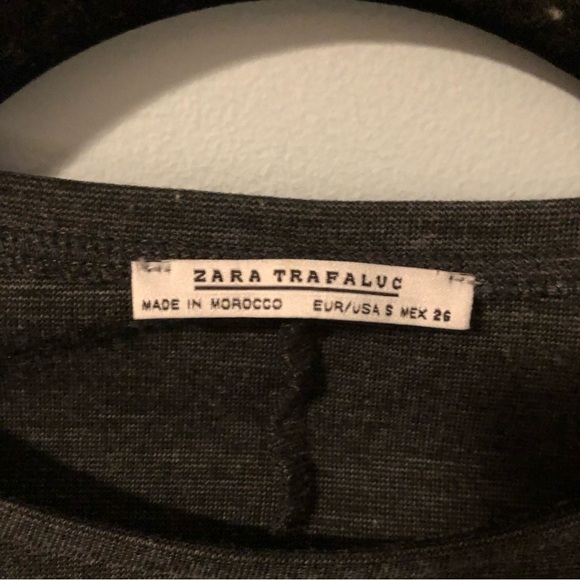 ZARA TRAFALUC
MADE IN MOROCCO EUR/USA S MEX 26